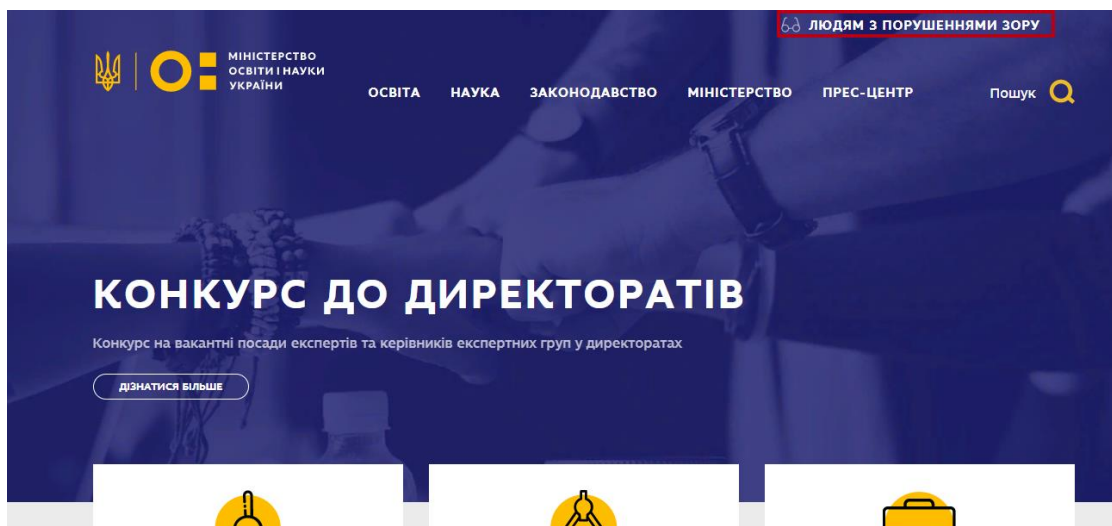 ЛЮДЯМ З ПОРУШЕННЯМИ ЗОРУ
МІНІСТЕРСТВО
ОСВІТИ І НАУКИ
УКРАЇНИ
ОСВІТА НАУКА ЗАКОНОДАВСТВО МІНІСТЕРСТВО ПРЕС-ЦЕНТР Пошук
КОНКУРС ДО ДИРЕКТОРАТІВ
Конкурс на вакантні посади експертів та керівників експертних груп у директоратах
ДІЗНАТИСЯ БІЛЬШЕ